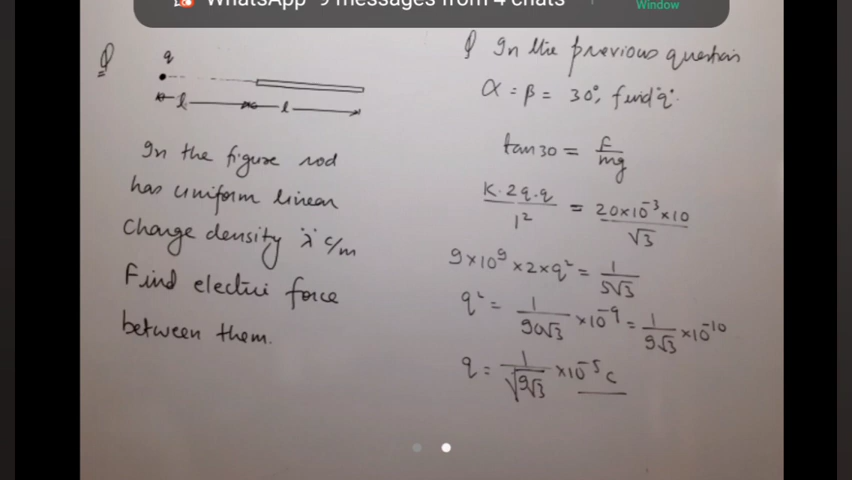 WhatsApp 9 messages from 4 chats
Window
Q
q
l
l
In the figure rod
has uniform linear
Charge density 'λ' c/m
Find electric force
between them.
Q In the previous question
α = β = 30°, find 'q'.
tan30 = F/mg
K.2q.q/1² = 20×10⁻³×10/√3
9×10⁹×2×q² = 1/5√3
q² = 1/90√3 ×10⁻⁹ = 1/9√3 ×10⁻¹⁰
q = 1/√9√3 ×10⁻⁵ C